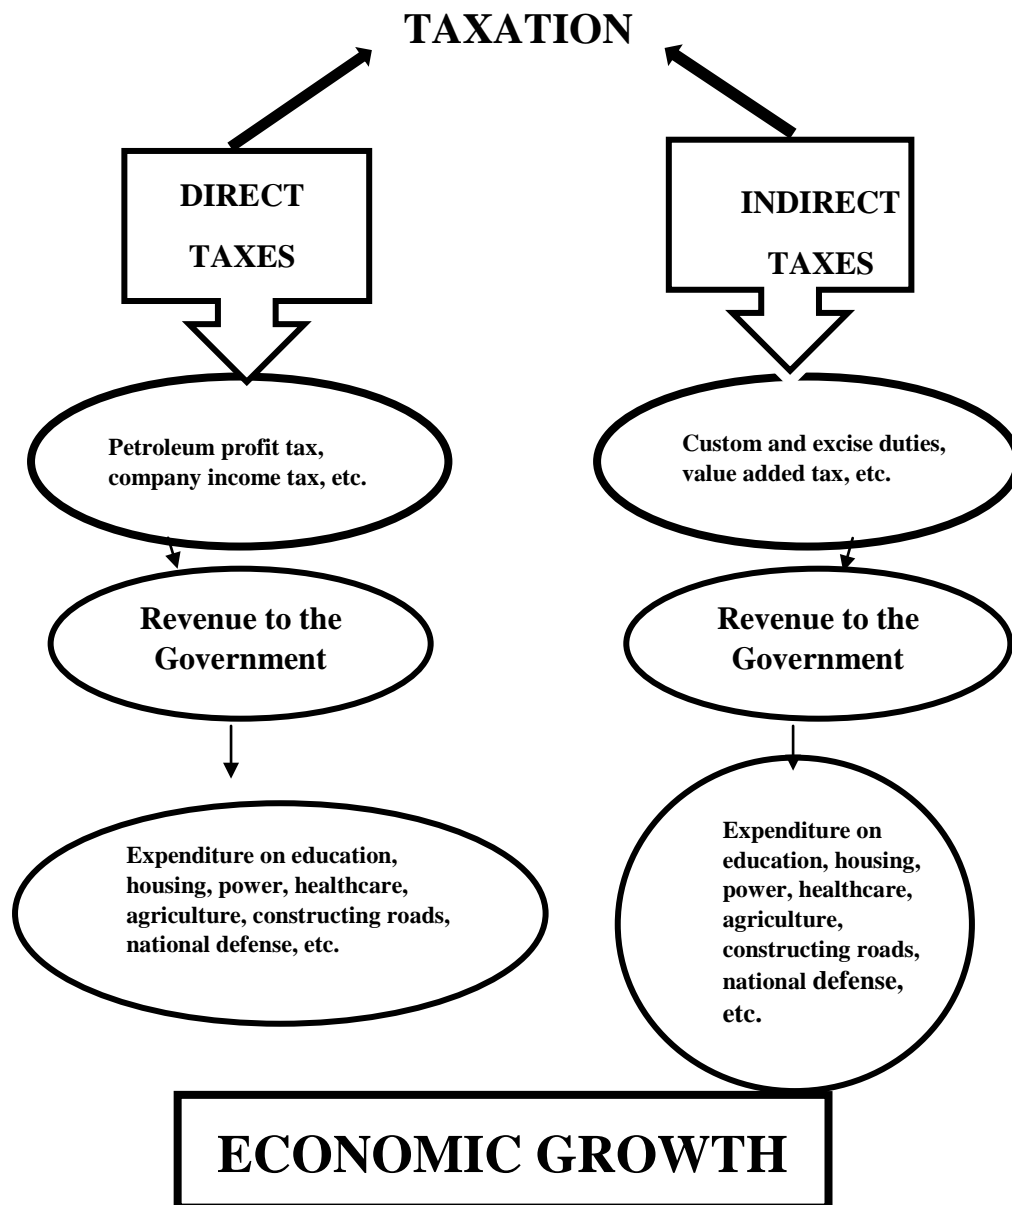 TAXATION
DIRECT
TAXES
INDIRECT
TAXES
Petroleum profit tax,
company income tax, etc.
Custom and excise duties,
value added tax, etc.
Revenue to the
Government
Revenue to the
Government
Expenditure on education,
housing, power, healthcare,
agriculture, constructing roads,
national defense, etc.
Expenditure on
education, housing,
power, healthcare,
agriculture,
constructing roads,
national defense,
etc.
ECONOMIC GROWTH